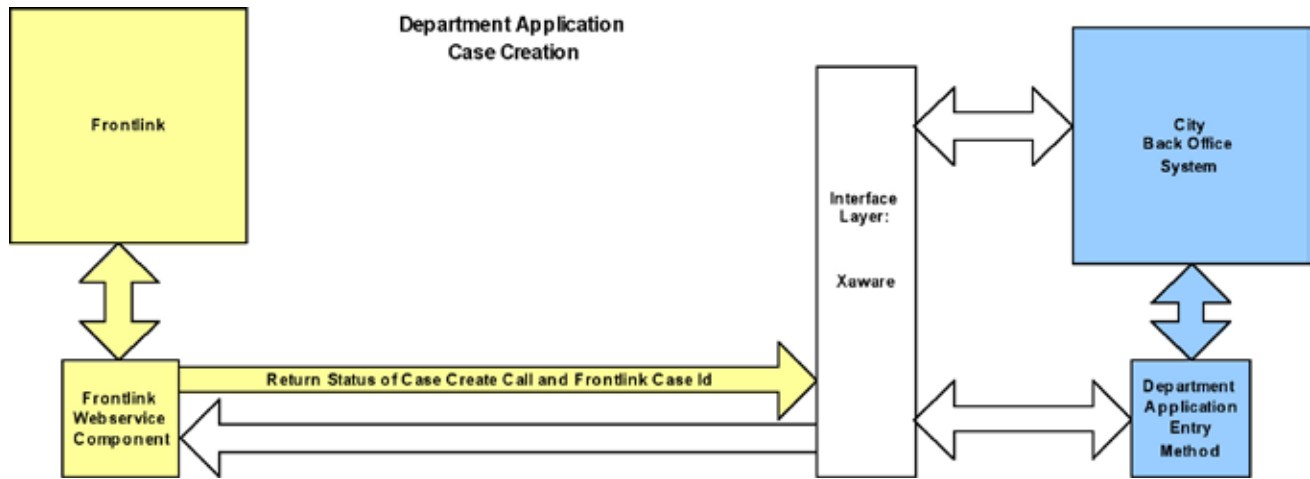 Department Application
Case Creation
Frontlink
City
Back Office
System
Interface
Layer:
Xaware
Return Status of Case Create Call and Frontlink Case Id
Frontlink
Webservice
Component
Department
Application
Entry
Method